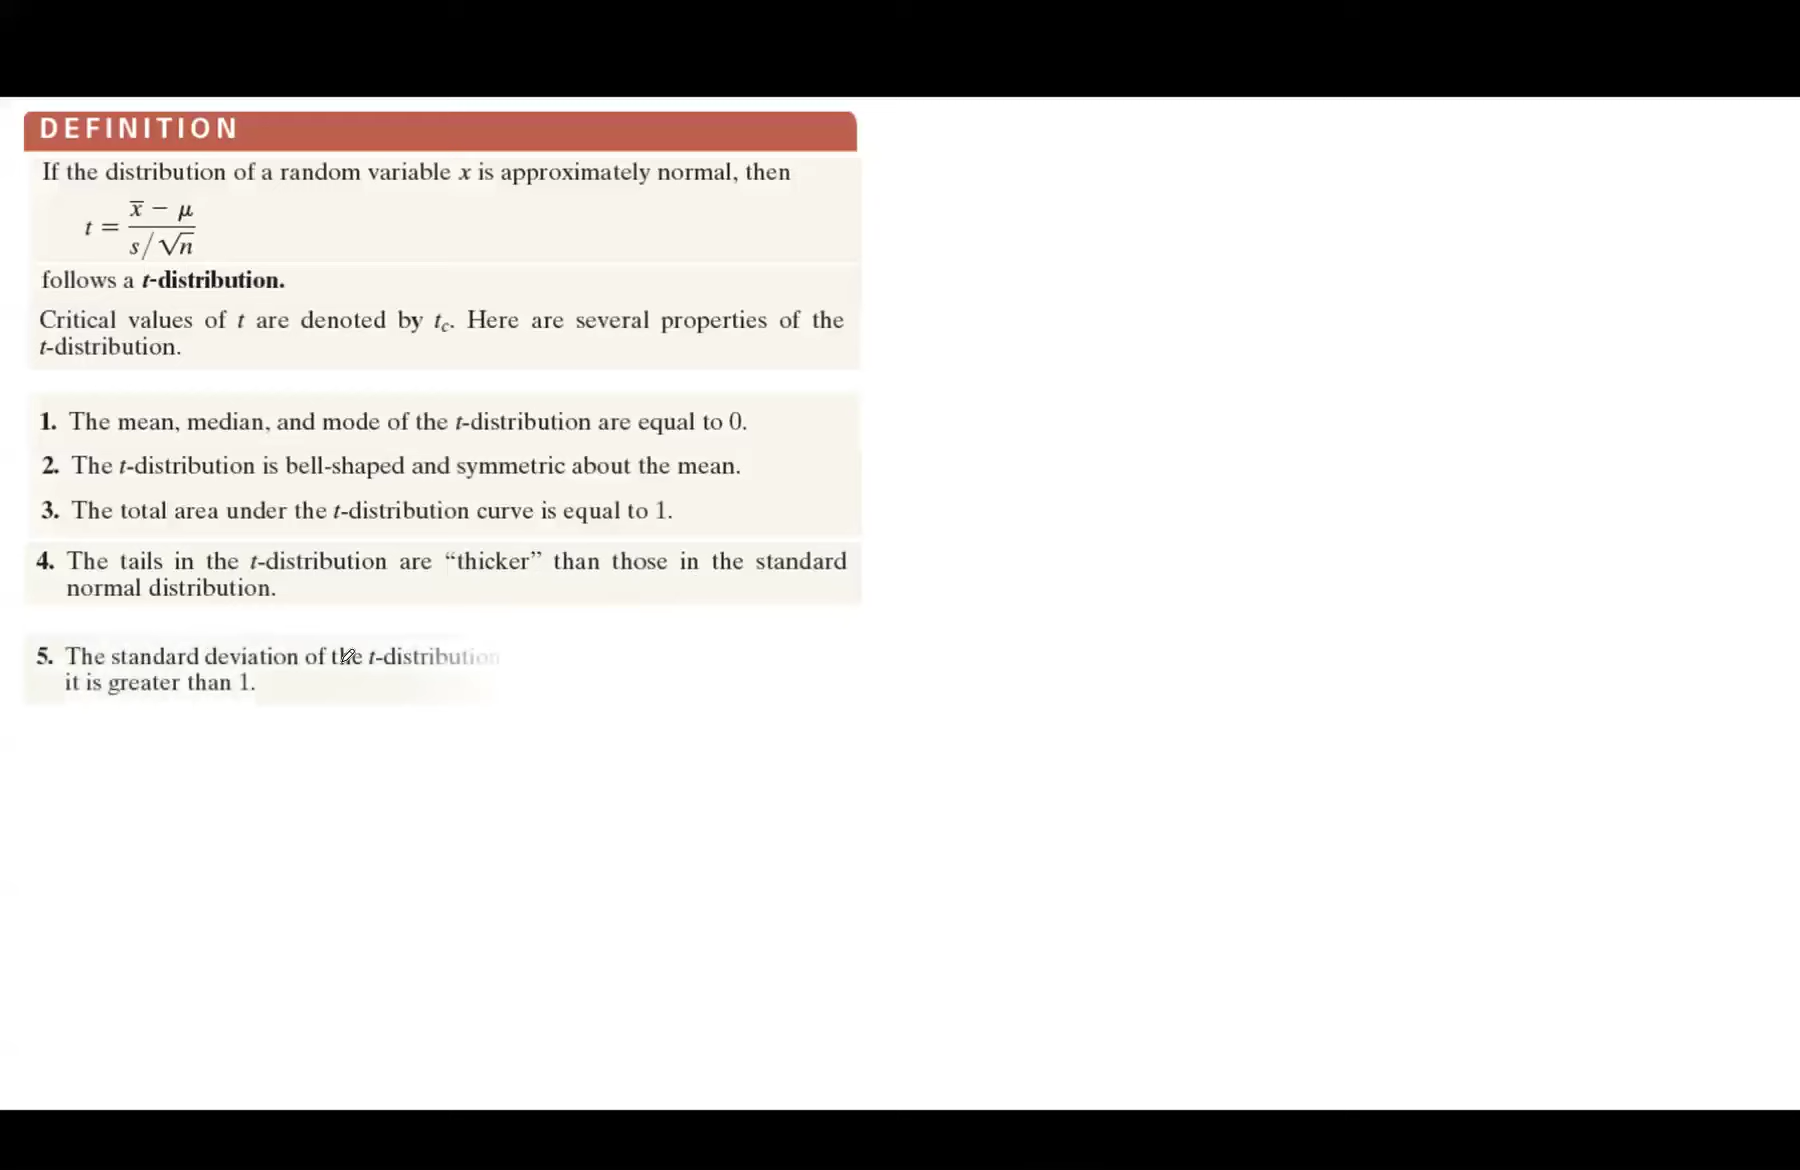 DEFINITION
If the distribution of a random variable x is approximately normal, then
t = x̄ − μ / s/√n
follows a t-distribution.
Critical values of t are denoted by t_c. Here are several properties of the
t-distribution.
1. The mean, median, and mode of the t-distribution are equal to 0.
2. The t-distribution is bell-shaped and symmetric about the mean.
3. The total area under the t-distribution curve is equal to 1.
4. The tails in the t-distribution are “thicker” than those in the standard
normal distribution.
5. The standard deviation of the t-distribution
it is greater than 1.